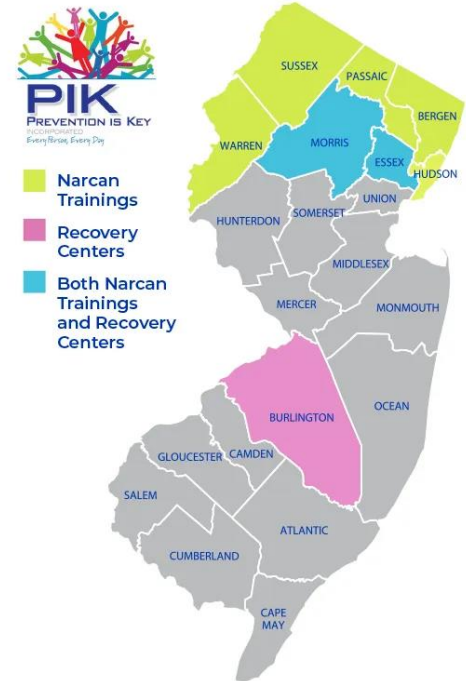 PIK
PREVENTION IS KEY
INCORPORATED
Every Person, Every Day
Narcan
Trainings
Recovery
Centers
Both Narcan
Trainings
and Recovery
Centers
SUSSEX
PASSAIC
BERGEN
WARREN
MORRIS
ESSEX
HUDSON
UNION
HUNTERDON
SOMERSET
MIDDLESEX
MERCER
MONMOUTH
OCEAN
BURLINGTON
CAMDEN
GLOUCESTER
SALEM
ATLANTIC
CUMBERLAND
CAPE
MAY